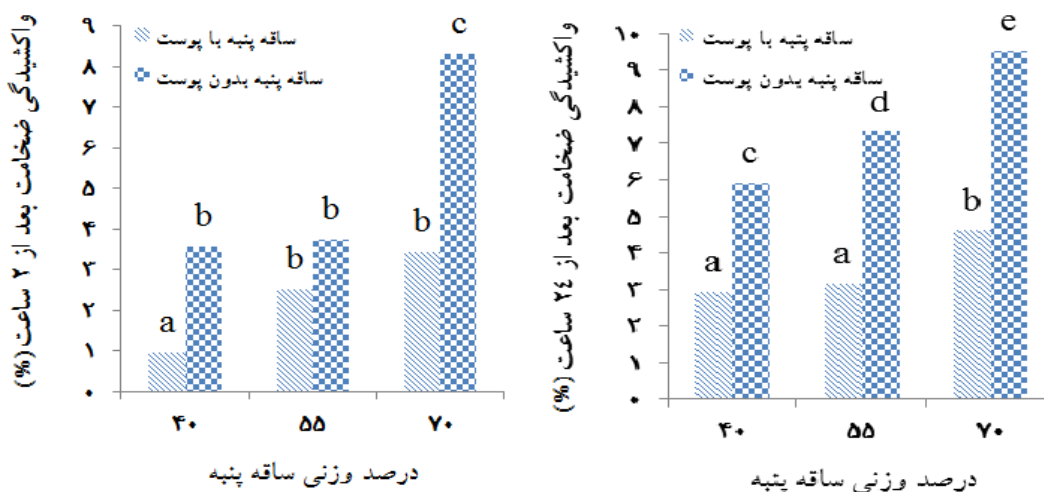 واکشیدگی ضخامت بعد از ۲ ساعت (%)
۹
۸
۷
۶
۵
۴
۳
۲
۱
۰
ساقه پنبه با پوست
ساقه پنبه بدون پوست
a
b
b
b
b
c
۴۰
۵۵
۷۰
درصد وزنی ساقه پنبه
واکشیدگی ضخامت بعد از ۲۴ ساعت (%)
۱۰
۹
۸
۷
۶
۵
۴
۳
۲
۱
۰
ساقه پنبه با پوست
ساقه پنبه بدون پوست
a
c
a
d
b
e
۴۰
۵۵
۷۰
درصد وزنی ساقه پنبه